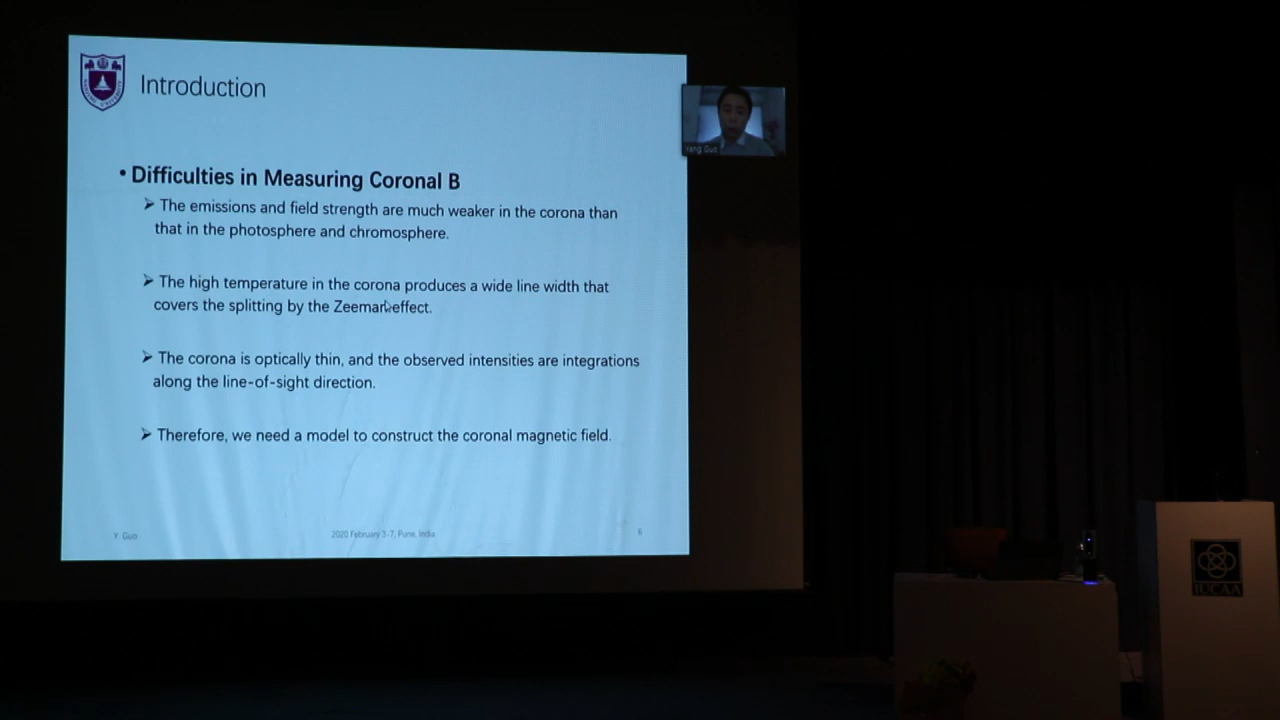 Introduction
Yang Guo
• Difficulties in Measuring Coronal B
➢ The emissions and field strength are much weaker in the corona than
that in the photosphere and chromosphere.
➢ The high temperature in the corona produces a wide line width that
covers the splitting by the Zeeman effect.
➢ The corona is optically thin, and the observed intensities are integrations
along the line-of-sight direction.
➢ Therefore, we need a model to construct the coronal magnetic field.
Y. Guo
2020 February 3-7, Pune, India
6
IUCAA